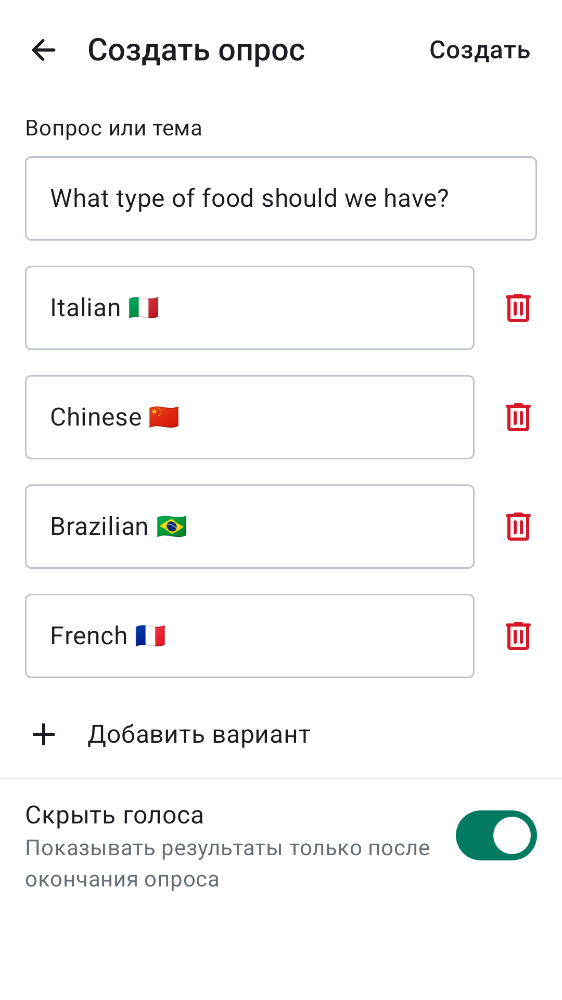 Создать опрос
Создать
Вопрос или тема
What type of food should we have?
Italian 🇮🇹
Chinese 🇨🇳
Brazilian 🇧🇷
French 🇫🇷
Добавить вариант
Скрыть голоса
Показывать результаты только после
окончания опроса